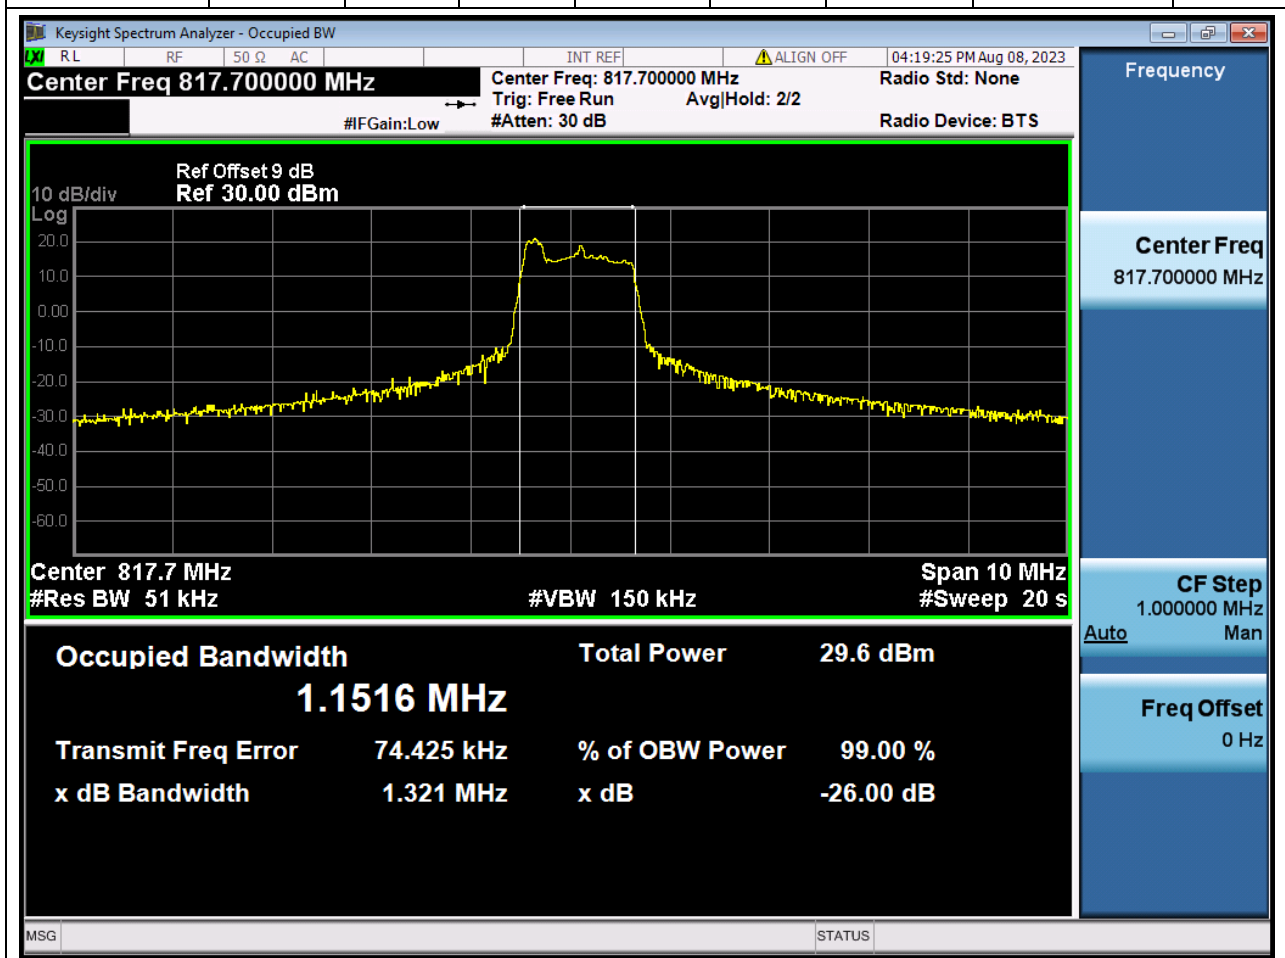 Keysight Spectrum Analyzer - Occupied BW
LXI RL RF 50 Ω AC INT REF ALIGN OFF 04:19:25 PM Aug 08, 2023
Center Freq 817.700000 MHz
Center Freq: 817.700000 MHz
Radio Std: None
Trig: Free Run Avg|Hold: 2/2
#IFGain:Low
#Atten: 30 dB
Radio Device: BTS
Ref Offset 9 dB
10 dB/div Ref 30.00 dBm
Log
20.0
10.0
0.00
-10.0
-20.0
-30.0
-40.0
-50.0
-60.0
Center 817.7 MHz Span 10 MHz
#Res BW 51 kHz #VBW 150 kHz #Sweep 20 s
Occupied Bandwidth Total Power 29.6 dBm
1.1516 MHz
Transmit Freq Error 74.425 kHz % of OBW Power 99.00 %
x dB Bandwidth 1.321 MHz x dB -26.00 dB
Frequency
Center Freq
817.700000 MHz
CF Step
1.000000 MHz
Auto Man
Freq Offset
0 Hz
MSG STATUS